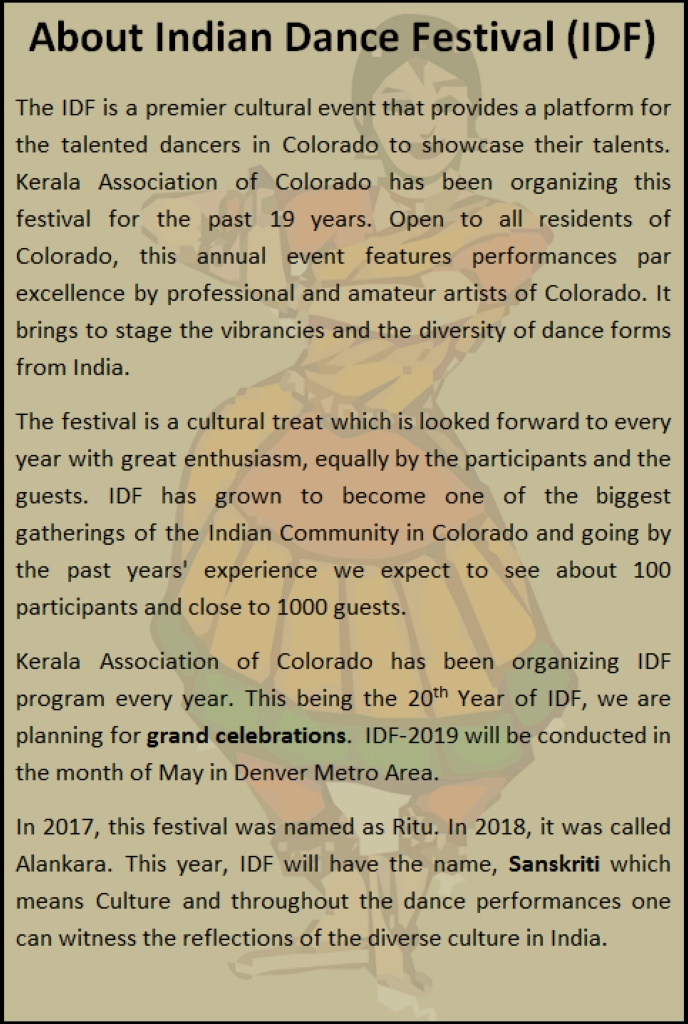 About Indian Dance Festival (IDF)
The IDF is a premier cultural event that provides a platform for
the talented dancers in Colorado to showcase their talents.
Kerala Association of Colorado has been organizing this
festival for the past 19 years. Open to all residents of
Colorado, this annual event features performances par
excellence by professional and amateur artists of Colorado. It
brings to stage the vibrancies and the diversity of dance forms
from India.
The festival is a cultural treat which is looked forward to every
year with great enthusiasm, equally by the participants and the
guests. IDF has grown to become one of the biggest
gatherings of the Indian Community in Colorado and going by
the past years' experience we expect to see about 100
participants and close to 1000 guests.
Kerala Association of Colorado has been organizing IDF
program every year. This being the 20th Year of IDF, we are
planning for grand celebrations. IDF-2019 will be conducted in
the month of May in Denver Metro Area.
In 2017, this festival was named as Ritu. In 2018, it was called
Alankara. This year, IDF will have the name, Sanskriti which
means Culture and throughout the dance performances one
can witness the reflections of the diverse culture in India.